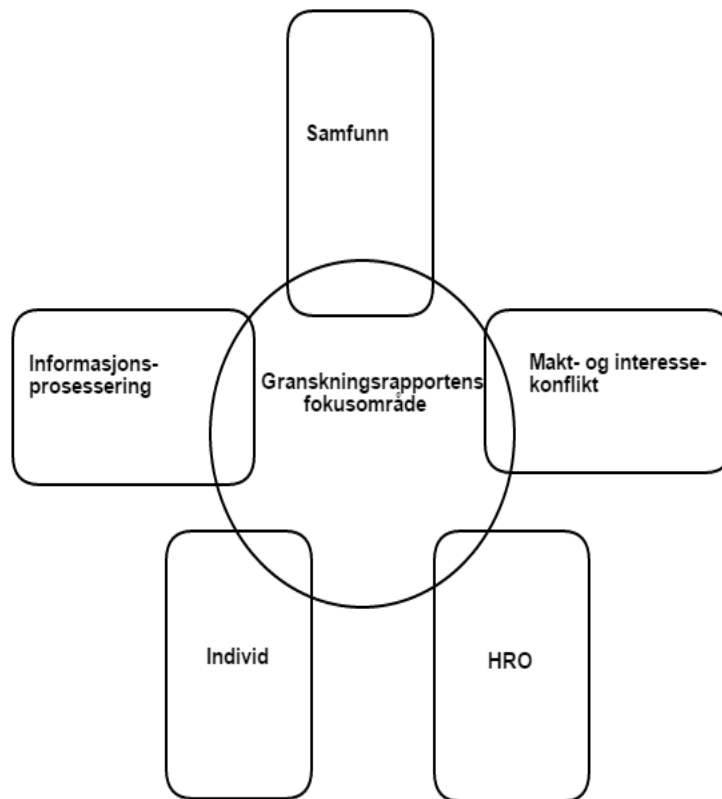 Samfunn
Informasjons-
prosessering
Granskningsrapportens
fokusområde
Makt- og interesse-
konflikt
Individ
HRO